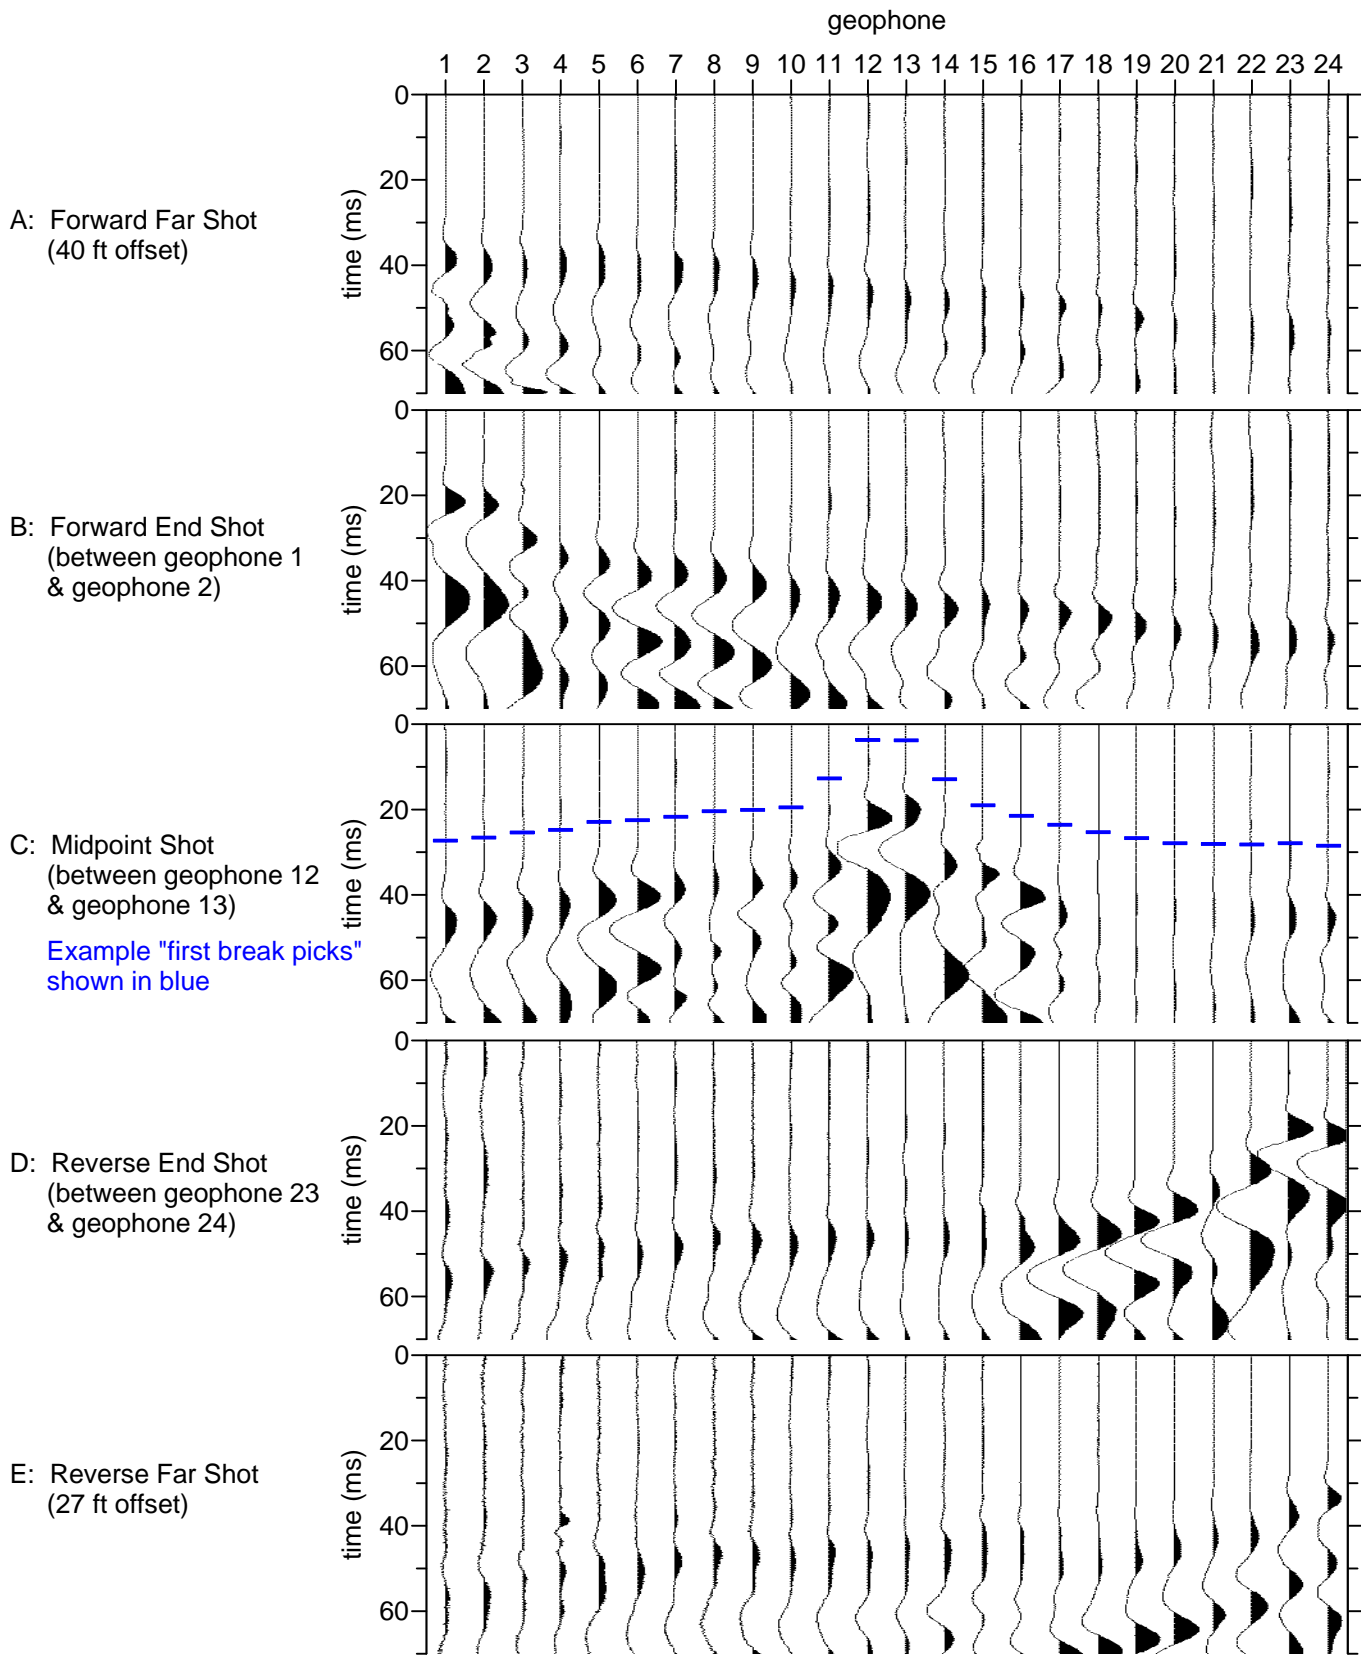 geophone
1 2 3 4 5 6 7 8 9 10 11 12 13 14 15 16 17 18 19 20 21 22 23 24
0
20
40
60
time (ms)
A: Forward Far Shot
(40 ft offset)
0
20
40
60
time (ms)
B: Forward End Shot
(between geophone 1
& geophone 2)
0
20
40
60
time (ms)
C: Midpoint Shot
(between geophone 12
& geophone 13)
Example "first break picks"
shown in blue
0
20
40
60
time (ms)
D: Reverse End Shot
(between geophone 23
& geophone 24)
0
20
40
60
time (ms)
E: Reverse Far Shot
(27 ft offset)